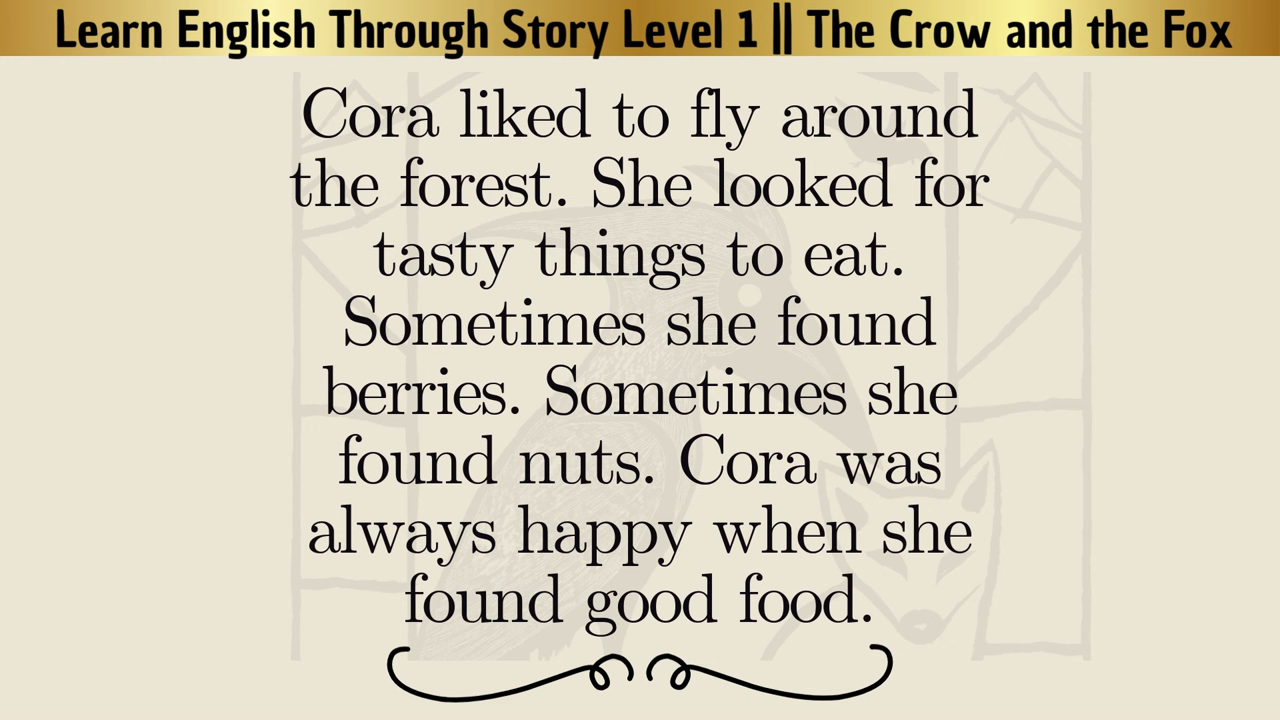 Learn English Through Story Level 1 || The Crow and the Fox
Cora liked to fly around
the forest. She looked for
tasty things to eat.
Sometimes she found
berries. Sometimes she
found nuts. Cora was
always happy when she
found good food.